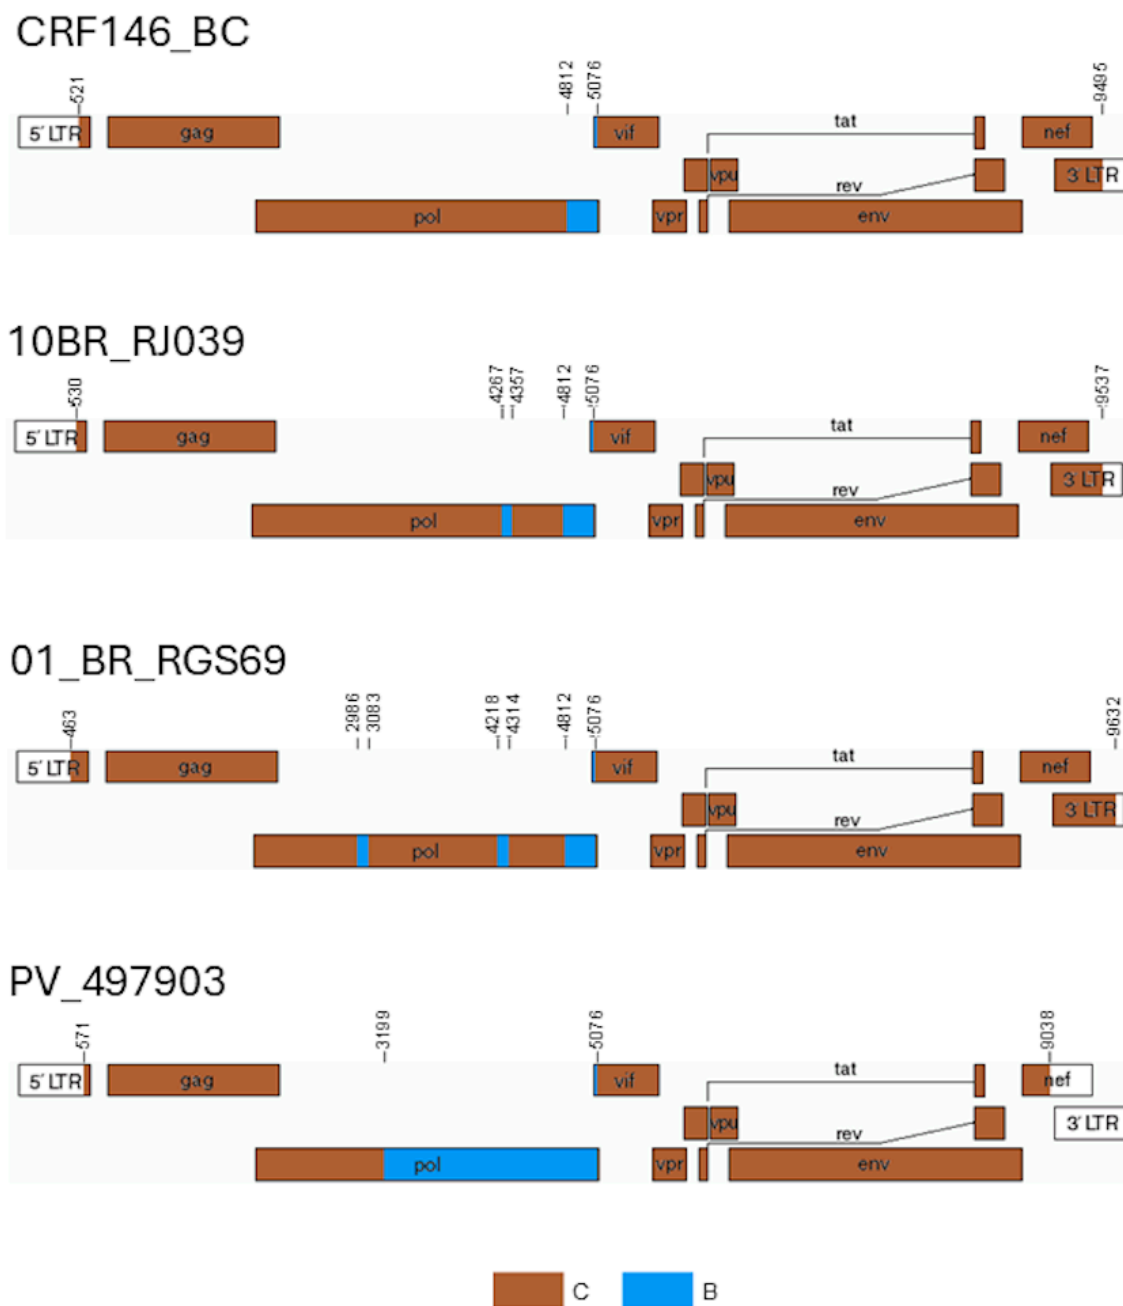 CRF146_BC
521 4812 5076 9495
5' LTR gag vif tat nef
vpu rev 3 LTR
pol vpr env
10BR_RJ039
530 4267 4357 4812 5076 9537
5' LTR gag vif tat nef
vpu rev 3 LTR
pol vpr env
01_BR_RGS69
463 2986 3083 4218 4314 4812 5076 9632
5' LTR gag vif tat nef
vpu rev 3' LTR
pol vpr env
PV_497903
571 3199 5076 9038
5' LTR gag vif tat nef
vpu rev 3' LTR
pol vpr env
C B